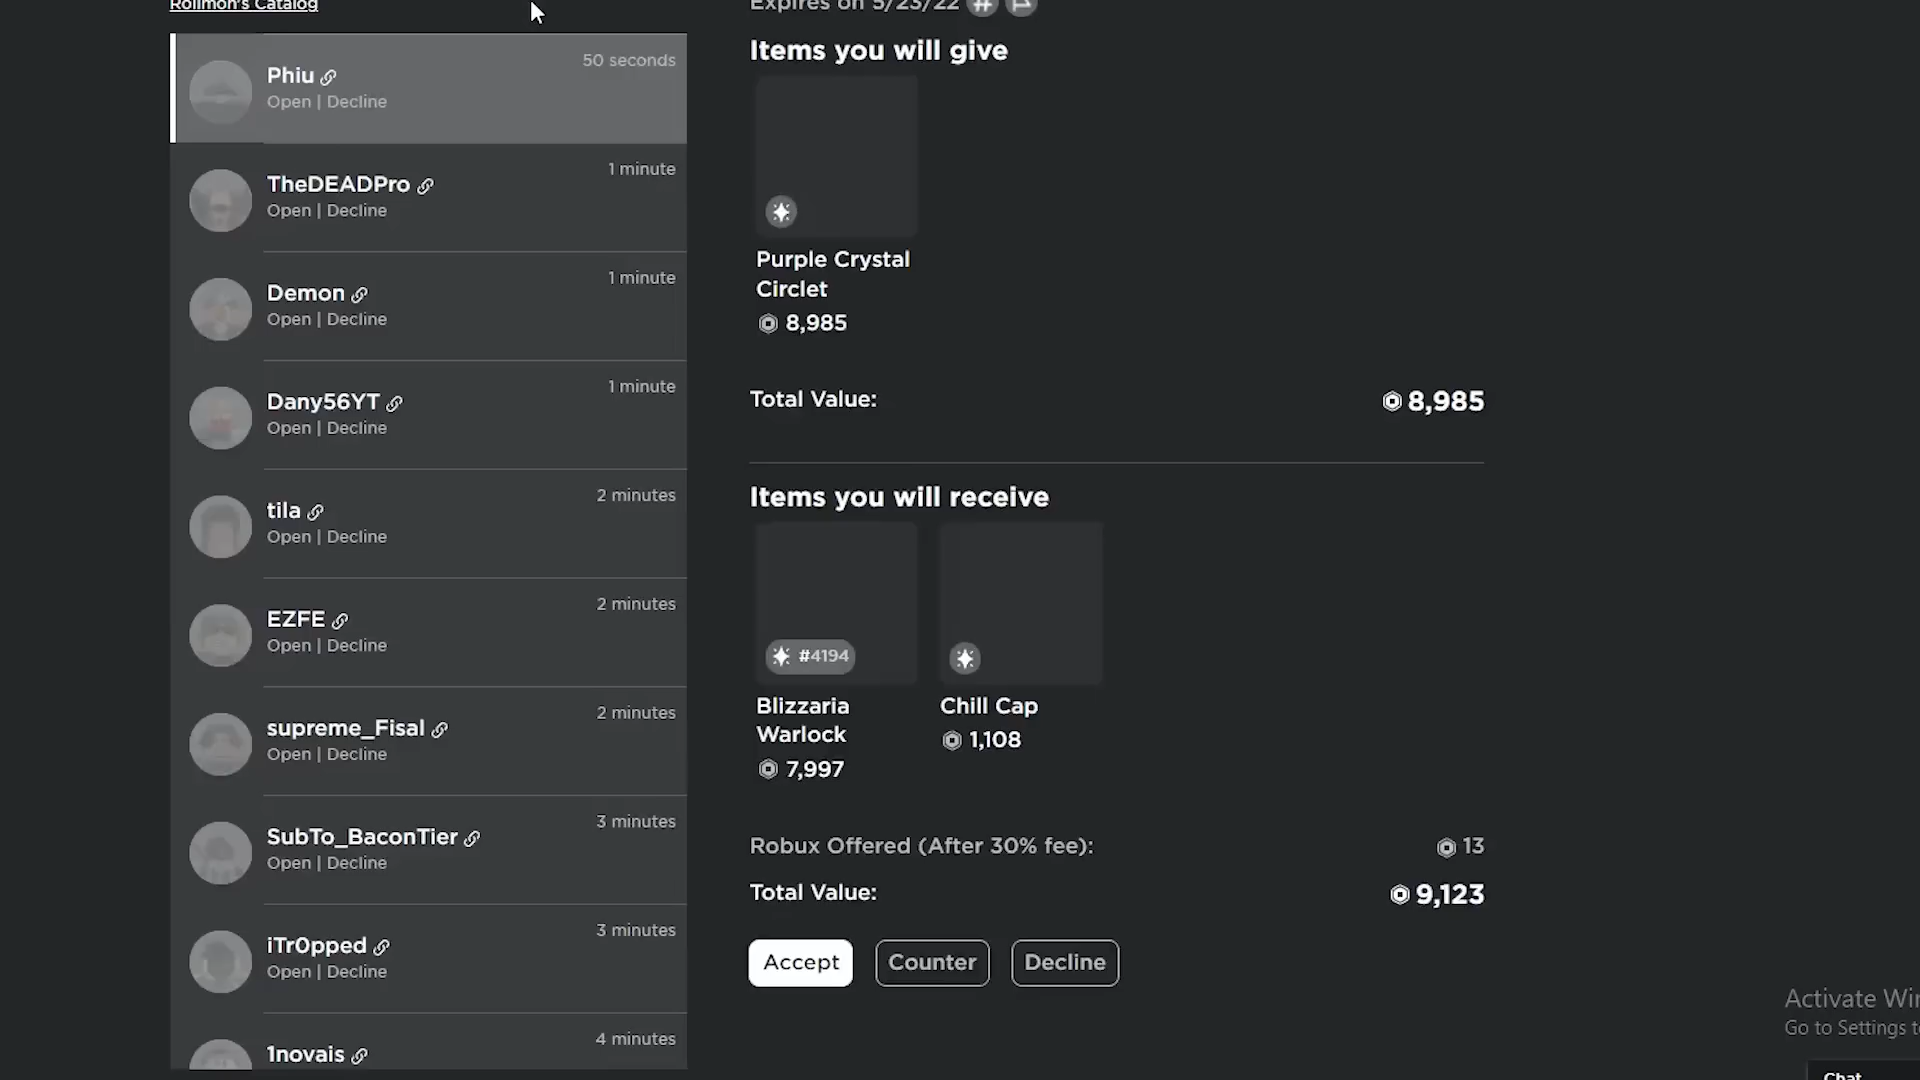 Rolimon's Catalog
Phiu
50 seconds
Open | Decline
TheDEADPro
1 minute
Open | Decline
Demon
1 minute
Open | Decline
Dany56YT
1 minute
Open | Decline
tila
2 minutes
Open | Decline
EZFE
2 minutes
Open | Decline
supreme_Fisal
2 minutes
Open | Decline
SubTo_BaconTier
3 minutes
Open | Decline
iTr0pped
3 minutes
Open | Decline
1novais
4 minutes
Expires on 5/23/22
Items you will give
Purple Crystal
Circlet
8,985
Total Value:
8,985
Items you will receive
#4194
Blizzaria
Warlock
7,997
Chill Cap
1,108
Robux Offered (After 30% fee):
13
Total Value:
9,123
Accept
Counter
Decline
Activate Win
Go to Settings t
Chat